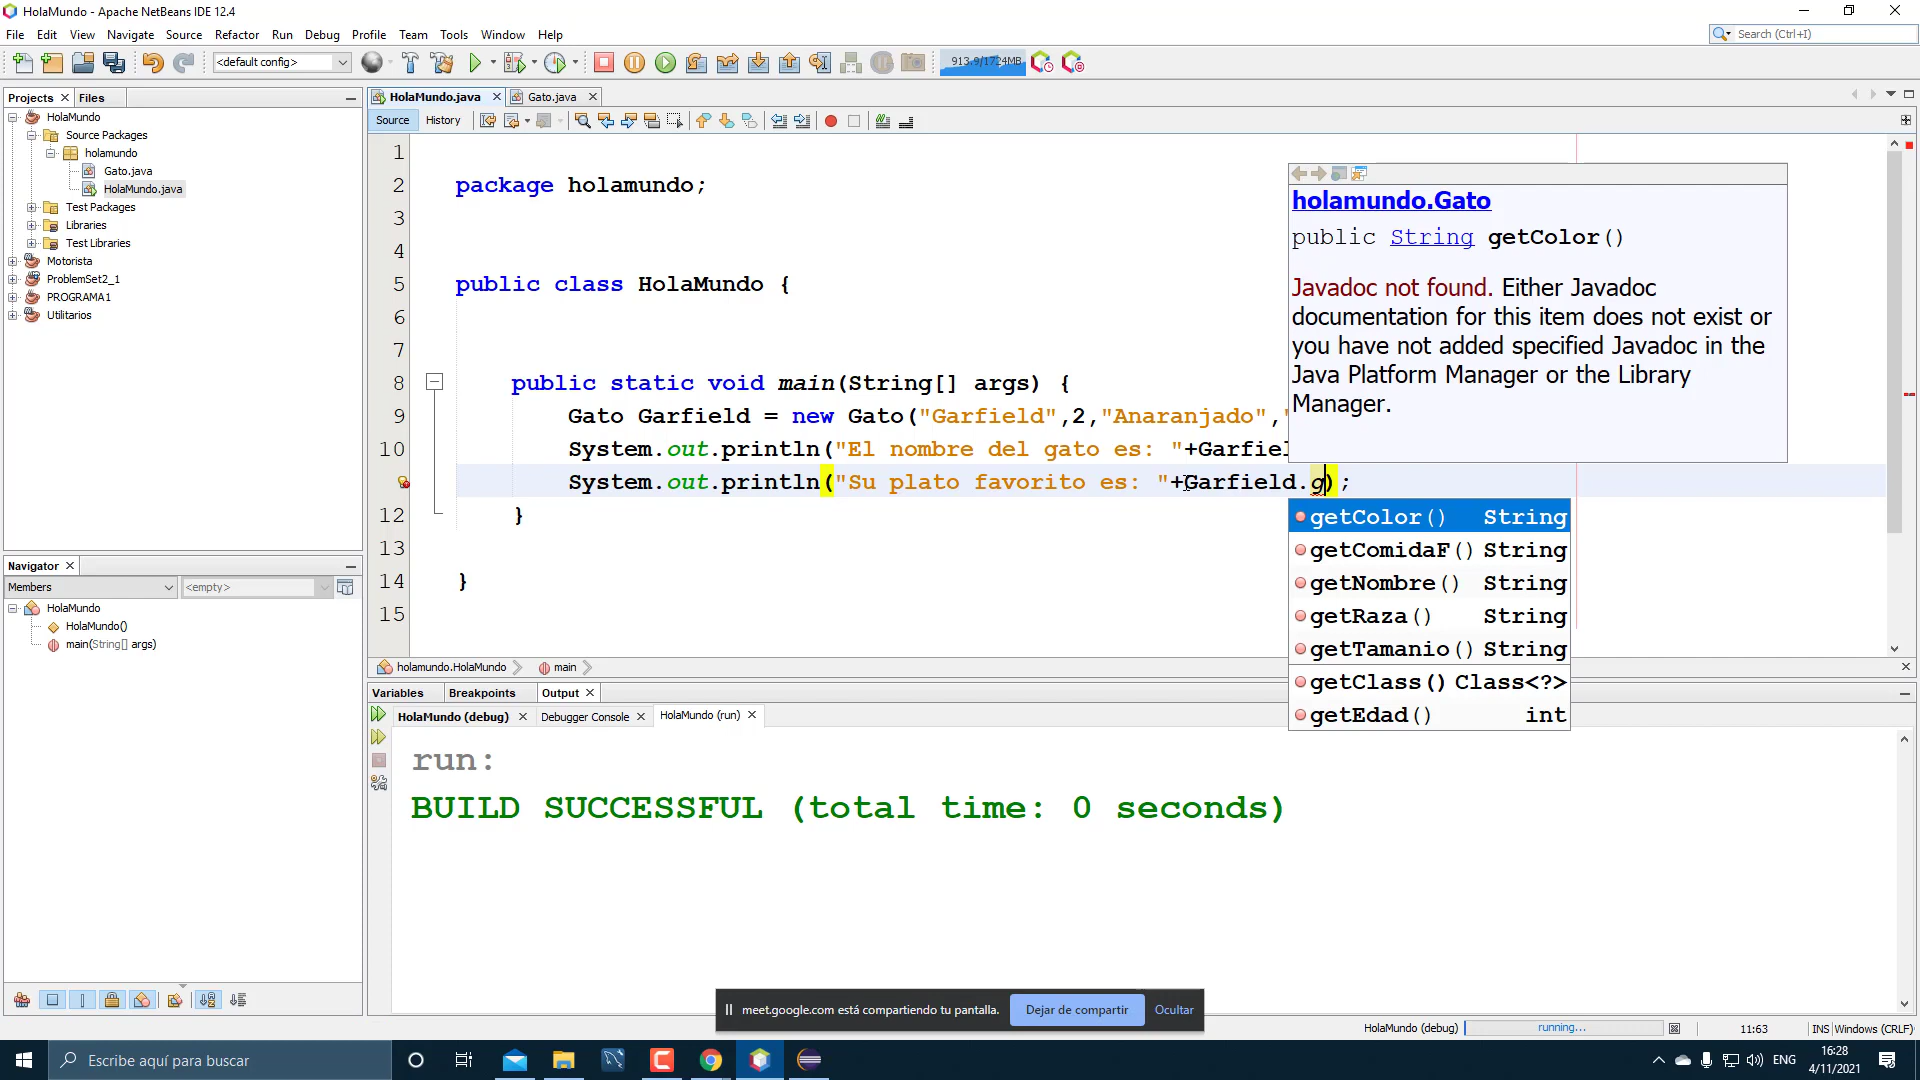 HolaMundo - Apache NetBeans IDE 12.4
File Edit View Navigate Source Refactor Run Debug Profile Team Tools Window Help
Search (Ctrl+I)
<default config>
913.9/1724MB
Projects Files
HolaMundo.java Gato.java
Source History
HolaMundo
Source Packages
holamundo
Gato.java
HolaMundo.java
Test Packages
Libraries
Test Libraries
Motorista
ProblemSet2_1
PROGRAMA1
Utilitarios
1
2 package holamundo;
3
4
5 public class HolaMundo {
6
7
8 public static void main(String[] args) {
9 Gato Garfield = new Gato("Garfield",2,"Anaranjado","
10 System.out.println("El nombre del gato es: "+Garfiel
System.out.println("Su plato favorito es: "+Garfield.g);
12 }
13
14 }
15
holamundo.Gato
public String getColor()
Javadoc not found. Either Javadoc
documentation for this item does not exist or
you have not added specified Javadoc in the
Java Platform Manager or the Library
Manager.
getColor() String
getComidaF() String
getNombre() String
getRaza() String
getTamanio() String
getClass() Class<?>
getEdad() int
Navigator
Members <empty>
HolaMundo
HolaMundo()
main(String[] args)
holamundo.HolaMundo main
Variables Breakpoints Output
HolaMundo (debug) Debugger Console HolaMundo (run)
run:
BUILD SUCCESSFUL (total time: 0 seconds)
meet.google.com está compartiendo tu pantalla. Dejar de compartir Ocultar
HolaMundo (debug) running... 11:63 INS Windows (CRLF)
Escribe aquí para buscar
ENG
16:28
4/11/2021